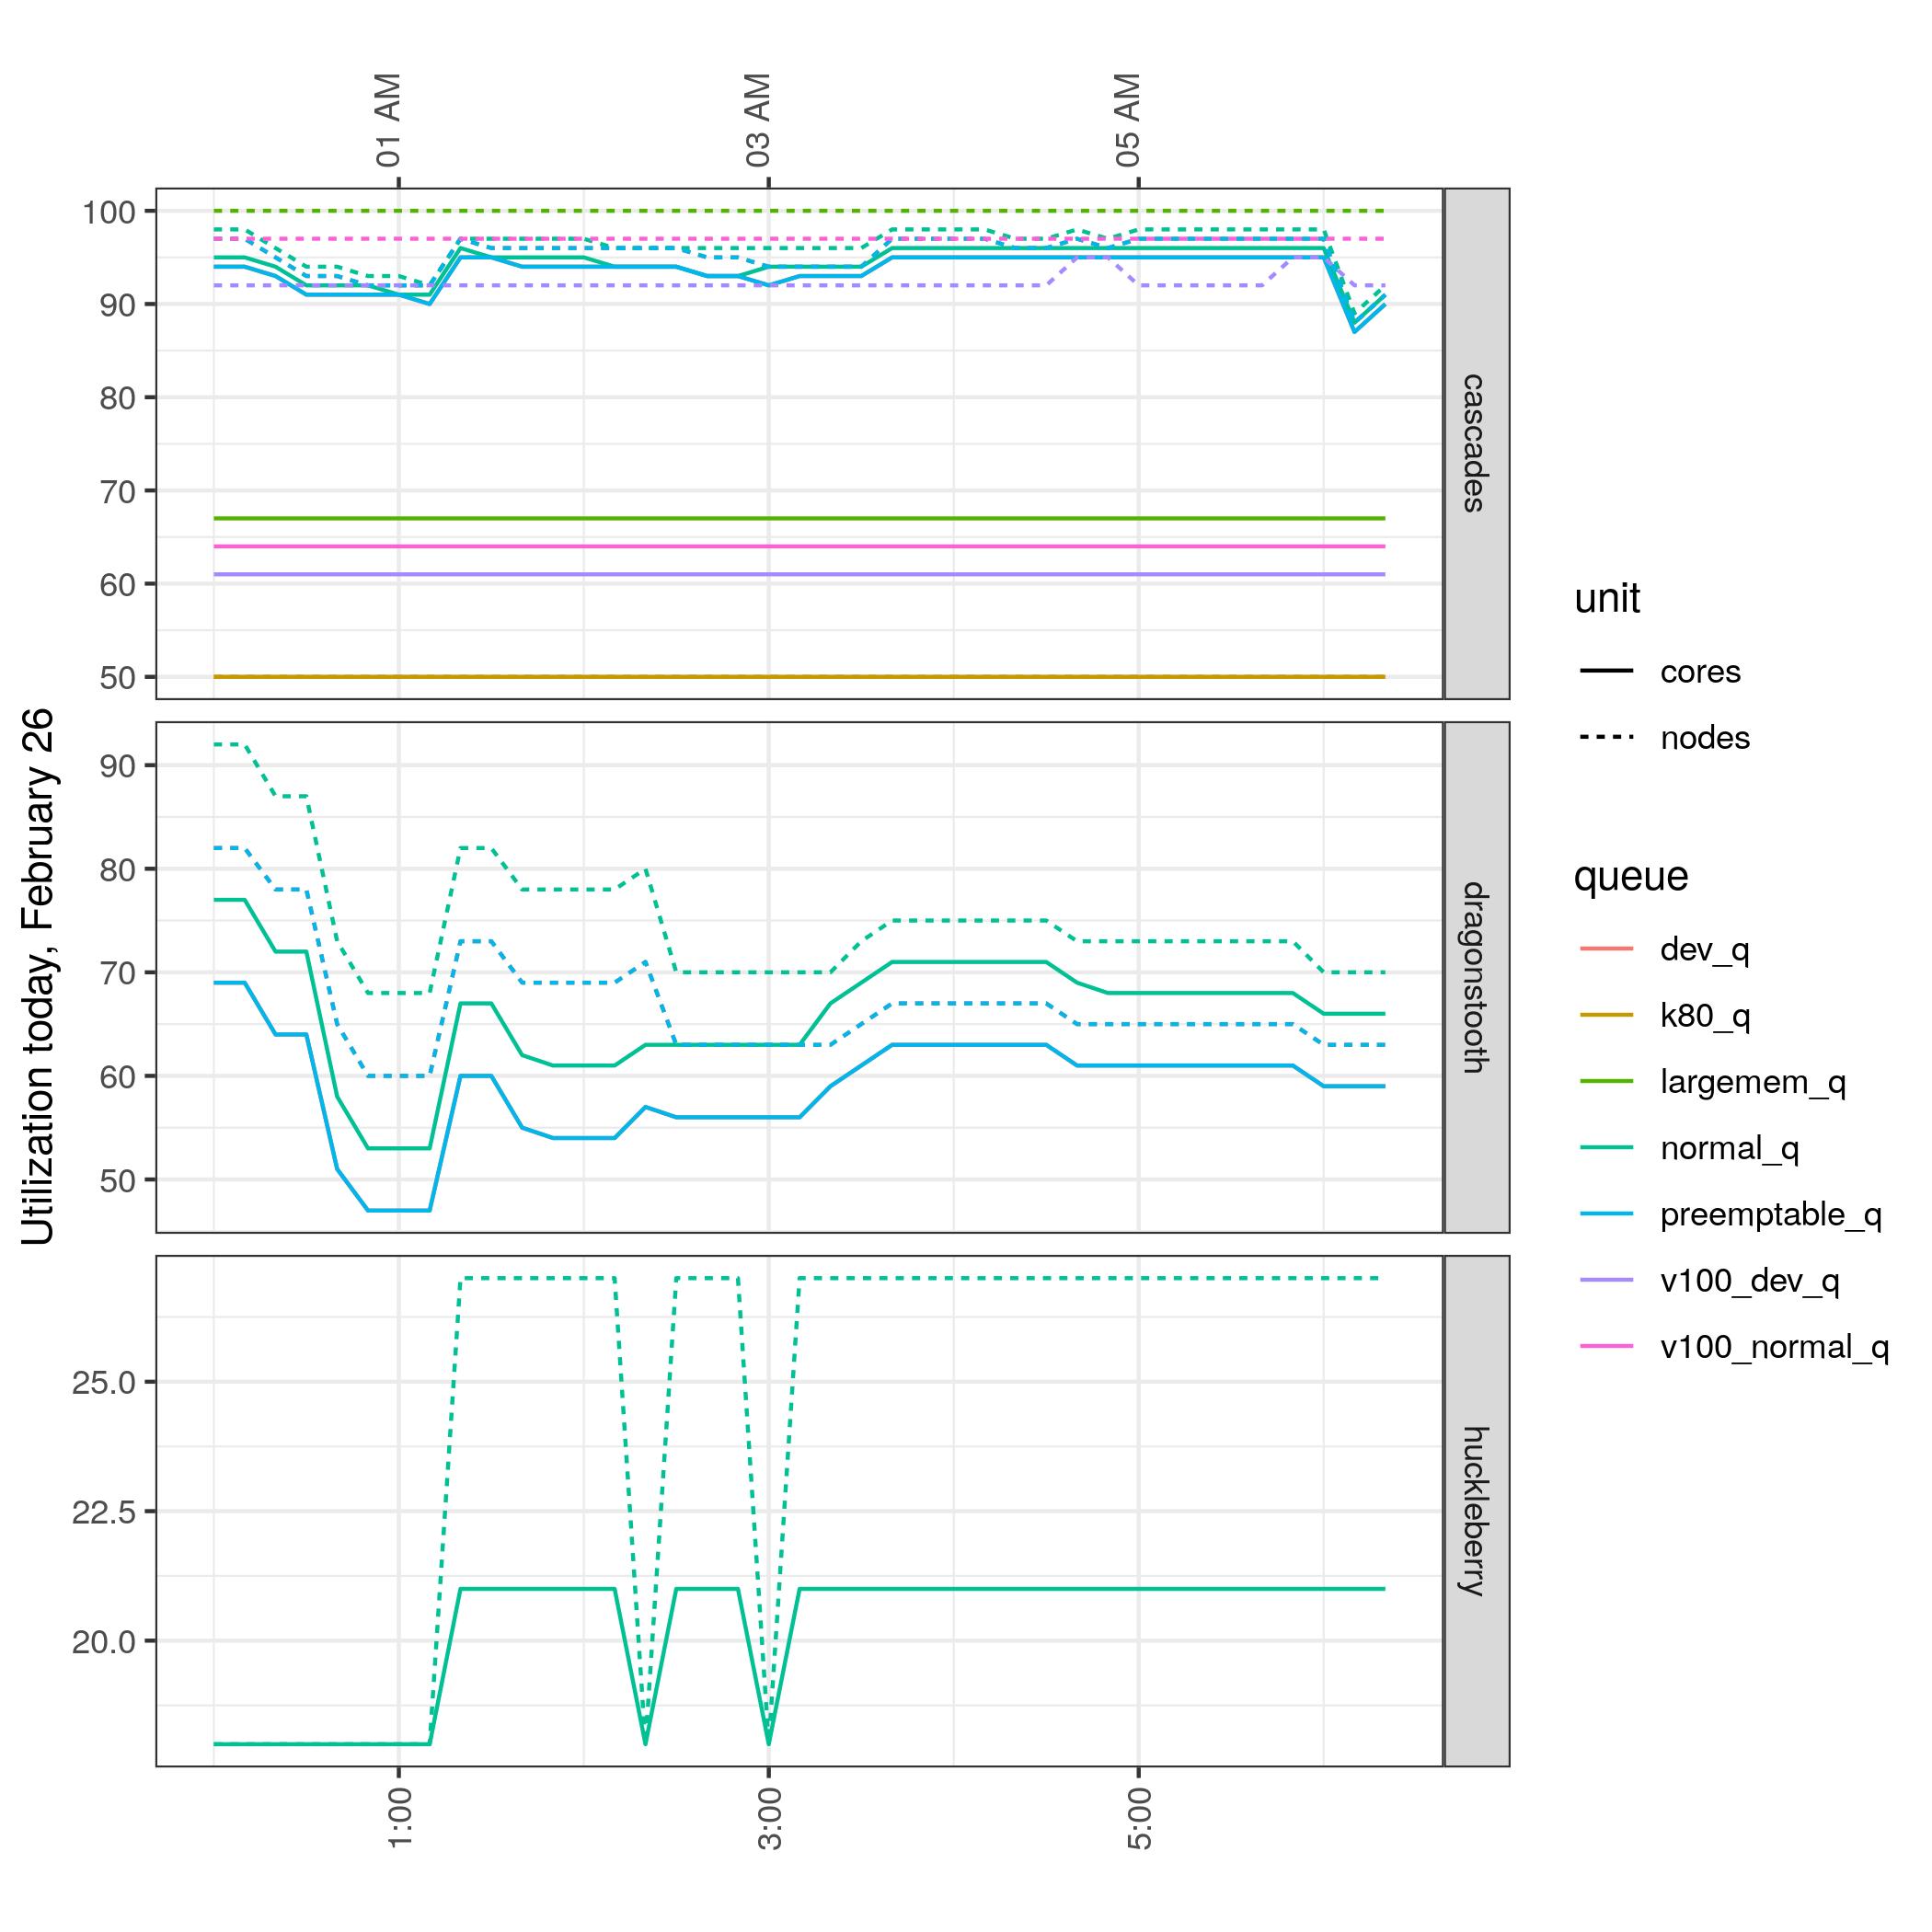 01 AM
03 AM
05 AM
100
90
80
70
60
50
cascades
90
80
70
60
50
dragonstooth
25.0
22.5
20.0
huckleberry
1:00
3:00
5:00
Utilization today, February 26
unit
cores
nodes
queue
dev_q
k80_q
largemem_q
normal_q
preemptable_q
v100_dev_q
v100_normal_q